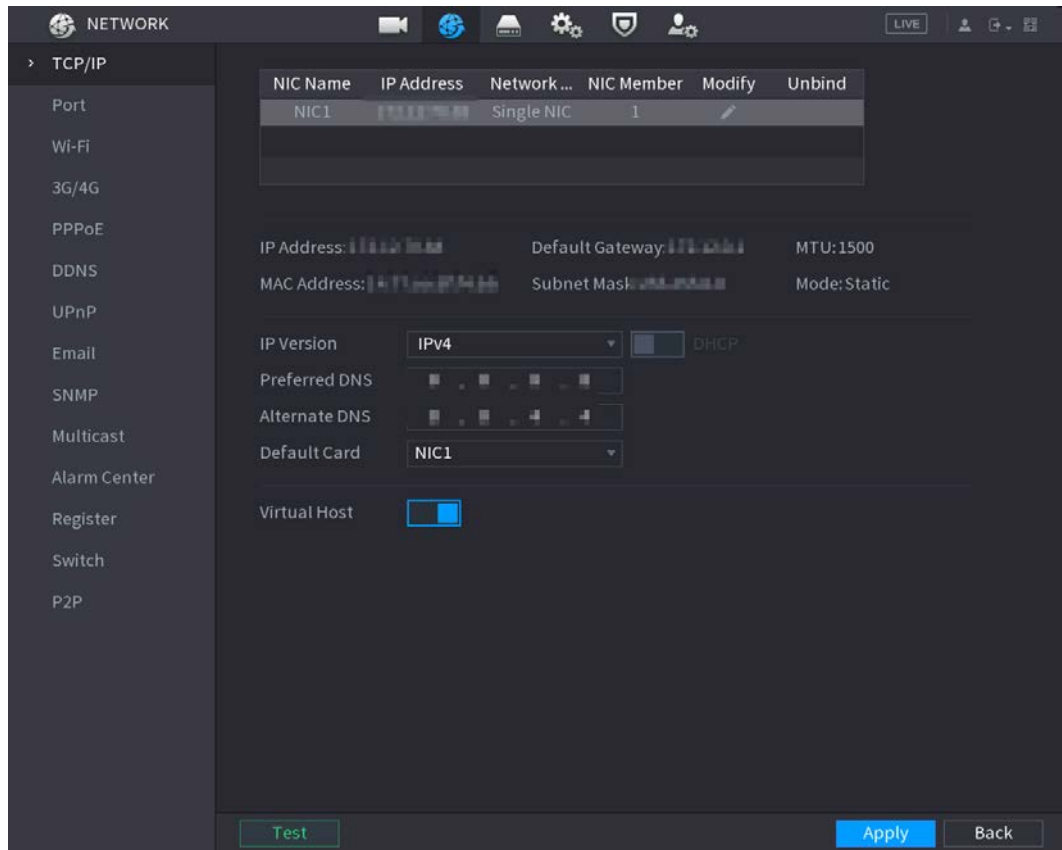 NETWORK
LIVE
TCP/IP
Port
Wi-Fi
3G/4G
PPPoE
DDNS
UPnP
Email
SNMP
Multicast
Alarm Center
Register
Switch
P2P
NIC Name IP Address Network ... NIC Member Modify Unbind
NIC1 Single NIC 1
IP Address: Default Gateway: MTU:1500
MAC Address: Subnet Mask Mode:Static
IP Version IPv4 DHCP
Preferred DNS
Alternate DNS
Default Card NIC1
Virtual Host
Test Apply Back